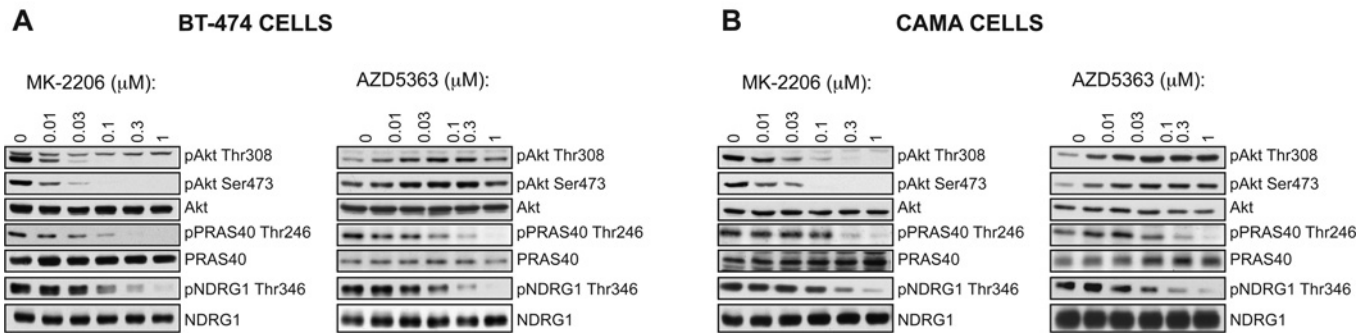 A BT-474 CELLS
MK-2206 (μM):
0 0.01 0.03 0.1 0.3 1
pAkt Thr308
pAkt Ser473
Akt
pPRAS40 Thr246
PRAS40
pNDRG1 Thr346
NDRG1
AZD5363 (μM):
0 0.01 0.03 0.1 0.3 1
pAkt Thr308
pAkt Ser473
Akt
pPRAS40 Thr246
PRAS40
pNDRG1 Thr346
NDRG1
B CAMA CELLS
MK-2206 (μM):
0 0.01 0.03 0.1 0.3 1
pAkt Thr308
pAkt Ser473
Akt
pPRAS40 Thr246
PRAS40
pNDRG1 Thr346
NDRG1
AZD5363 (μM):
0 0.01 0.03 0.1 0.3 1
pAkt Thr308
pAkt Ser473
Akt
pPRAS40 Thr246
PRAS40
pNDRG1 Thr346
NDRG1